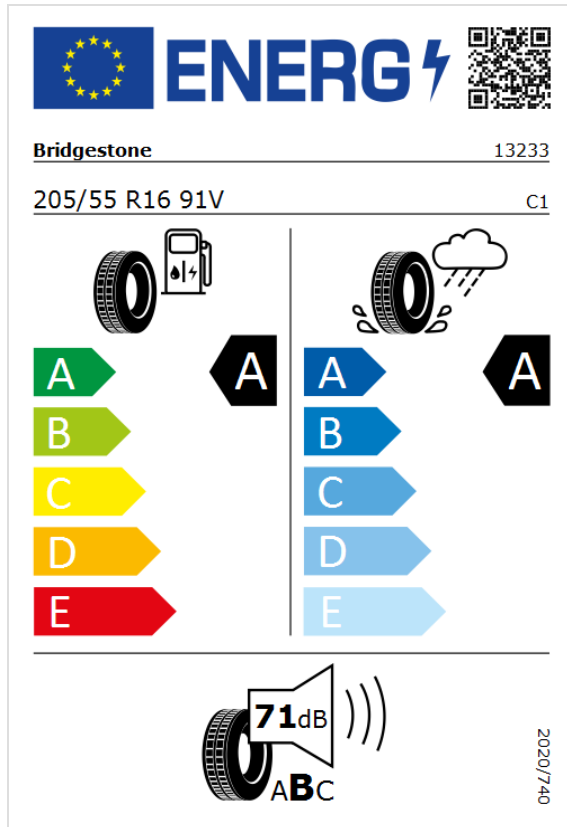 ENERG
Bridgestone 13233
205/55 R16 91V C1
A A A A
B B
C C
D D
E E
71dB
ABC
2020/740